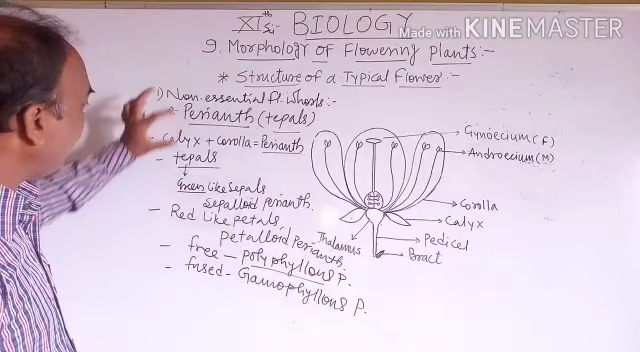 XIth Sci- BIOLOGY
Made with KINEMASTER
9. Morphology of Flowering Plants:-
* Structure of a Typical Flower:-
1) Non essential fl. whorls:-
* Perianth (tepals)
- Calyx + Corolla = Perianth
- tepals
Green Like Sepals
Sepalloid Perianth.
- Red Like Petals,
Petalloid Perianth.
- free - polyphyllous P.
- fused - Gamophyllous P.
Gynoecium (F)
Androecium (M)
Corolla
Calyx
Pedicel
Bract
Thalamus